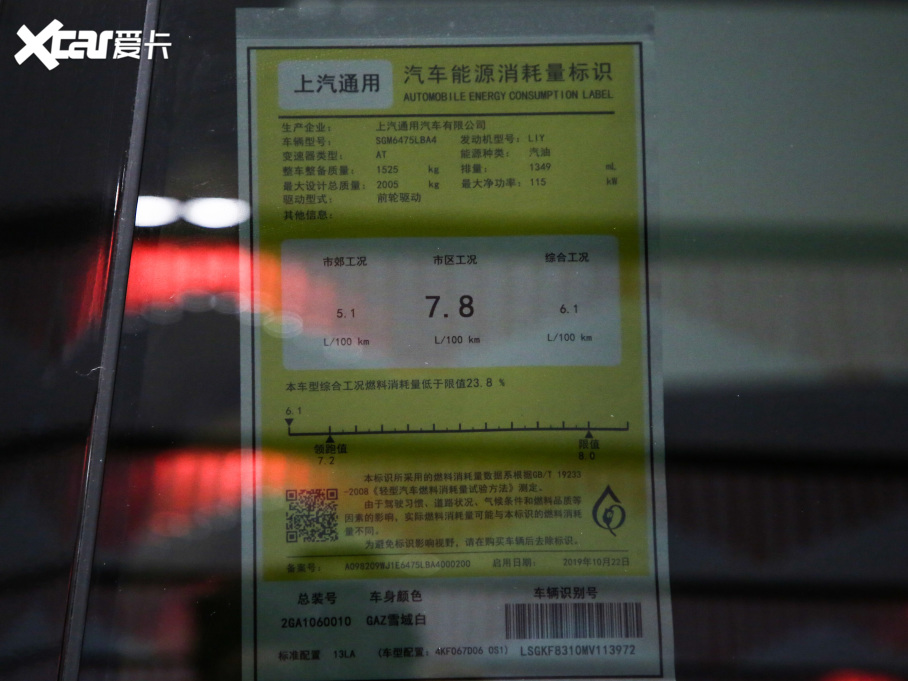 Xcar爱卡
上汽通用 汽车能源消耗量标识
AUTOMOBILE ENERGY CONSUMPTION LABEL
生产企业: 上汽通用汽车有限公司
车辆型号: SGM6475LBA4 发动机型号: LIY
变速器类型: AT 能源种类: 汽油
整车整备质量: 1525 kg 排量: 1349 mL
最大设计总质量: 2005 kg 最大净功率: 115 kW
驱动型式: 前轮驱动
其他信息:
市郊工况 市区工况 综合工况
5.1 7.8 6.1
L/100 km L/100 km L/100 km
本车型综合工况燃料消耗量低于限值23.8 %
6.1
领跑值 限值
7.2 8.0
本标识所采用的燃料消耗量数据系根据GB/T 19233
-2008《轻型汽车燃料消耗量试验方法》测定。
由于驾驶习惯、道路状况、气候条件和燃料品质等
因素的影响，实际燃料消耗量可能与本标识的燃料消耗
量不同。
为避免标识影响视野，请在购买车辆后去除标识。
备案号: A098209WJ1E6475LBA4000200 启用日期: 2019年10月22日
总装号 车身颜色 车辆识别号
2GA1060010 GAZ雪域白
标准配置 13LA (车型配置: 4KF067D06 0S1) LSGKF8310MV113972